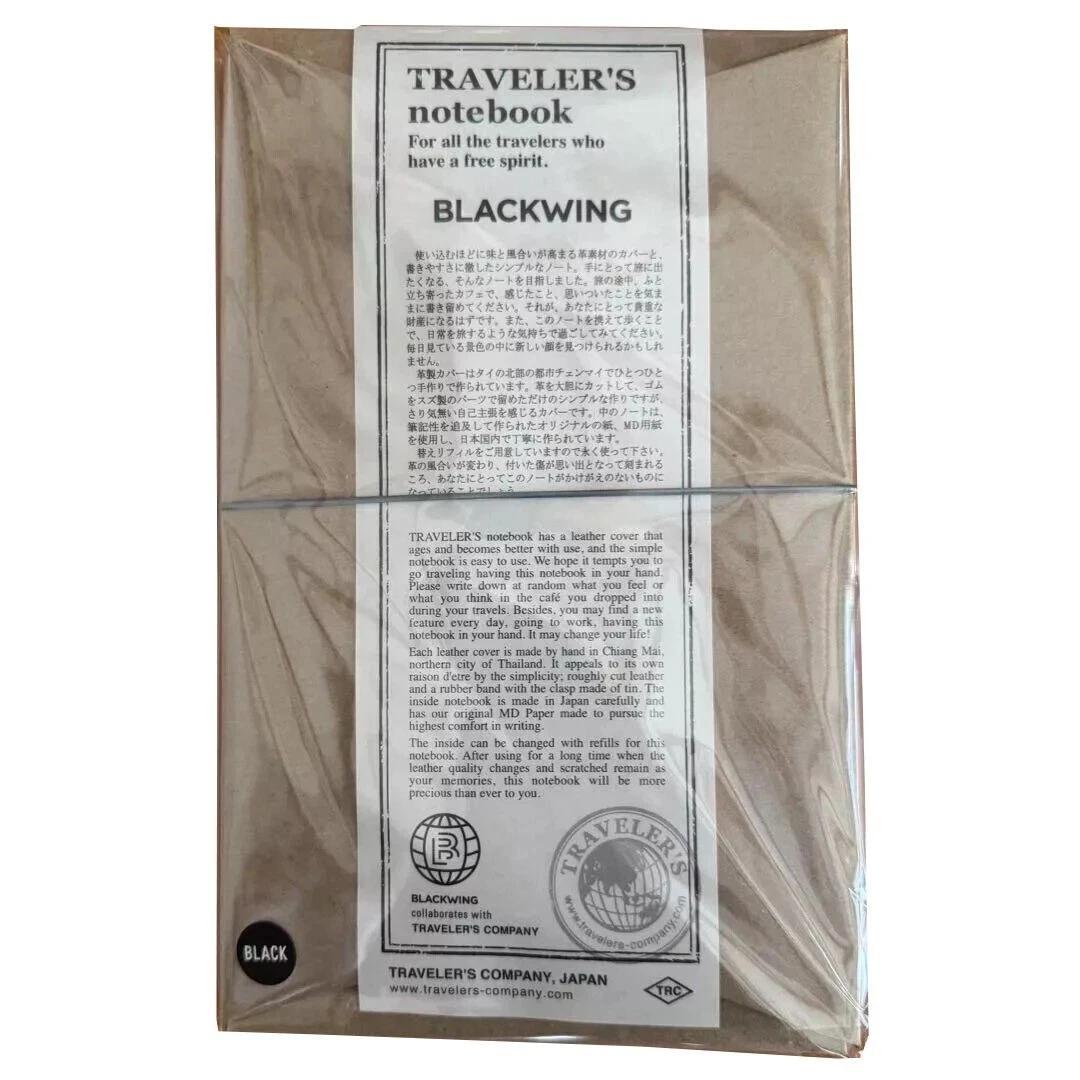 TRAVELER'S
notebook
For all the travelers who
have a free spirit.
BLACKWING
使い込むほどに味と風合いが高まる革素材のカバーと、
書きやすさに徹したシンプルなノート。手にとって旅に出
たくなる、そんなノートを目指しました。旅の途中、ふと
立ち寄ったカフェで、感じたこと、思いついたことを気ま
まに書き留めてください。それが、あなたにとって貴重な
財産になるはずです。また、このノートを携えて歩くこと
で、日常を旅するような気持ちで過ごしてみてください。
毎日見ている景色の中に新しい顔を見つけられるかもしれ
ません。
革製カバーはタイの北部の都市チェンマイでひとつひと
つ手作りで作られています。革を大胆にカットして、ゴム
をスズ製のパーツで留めただけのシンプルな作りですが、
さり気無い自己主張を感じるカバーです。中のノートは、
筆記性を追及して作られたオリジナルの紙、MD用紙
を使用し、日本国内で丁寧に作られています。
替えリフィルをご用意していますので永く使って下さい。
革の風合いが変わり、付いた傷が思い出となって刻まれる
ころ、あなたにとってこのノートがかけがえのないものに
なっていることでしょう
TRAVELER'S notebook has a leather cover that
ages and becomes better with use, and the simple
notebook is easy to use. We hope it tempts you to
go traveling having this notebook in your hand.
Please write down at random what you feel or
what you think in the café you dropped into
during your travels. Besides, you may find a new
feature every day, going to work, having this
notebook in your hand. It may change your life!
Each leather cover is made by hand in Chiang Mai,
northern city of Thailand. It appeals to its own
raison d'etre by the simplicity; roughly cut leather
and a rubber band with the clasp made of tin. The
inside notebook is made in Japan carefully and
has our original MD Paper made to pursue the
highest comfort in writing.
The inside can be changed with refills for this
notebook. After using for a long time when the
leather quality changes and scratched remain as
your memories, this notebook will be more
precious than ever to you.
B
TRAVELER'S
www.travelers-company.com
BLACKWING
collaborates with
TRAVELER'S COMPANY
BLACK
TRAVELER'S COMPANY, JAPAN
www.travelers-company.com
TRC